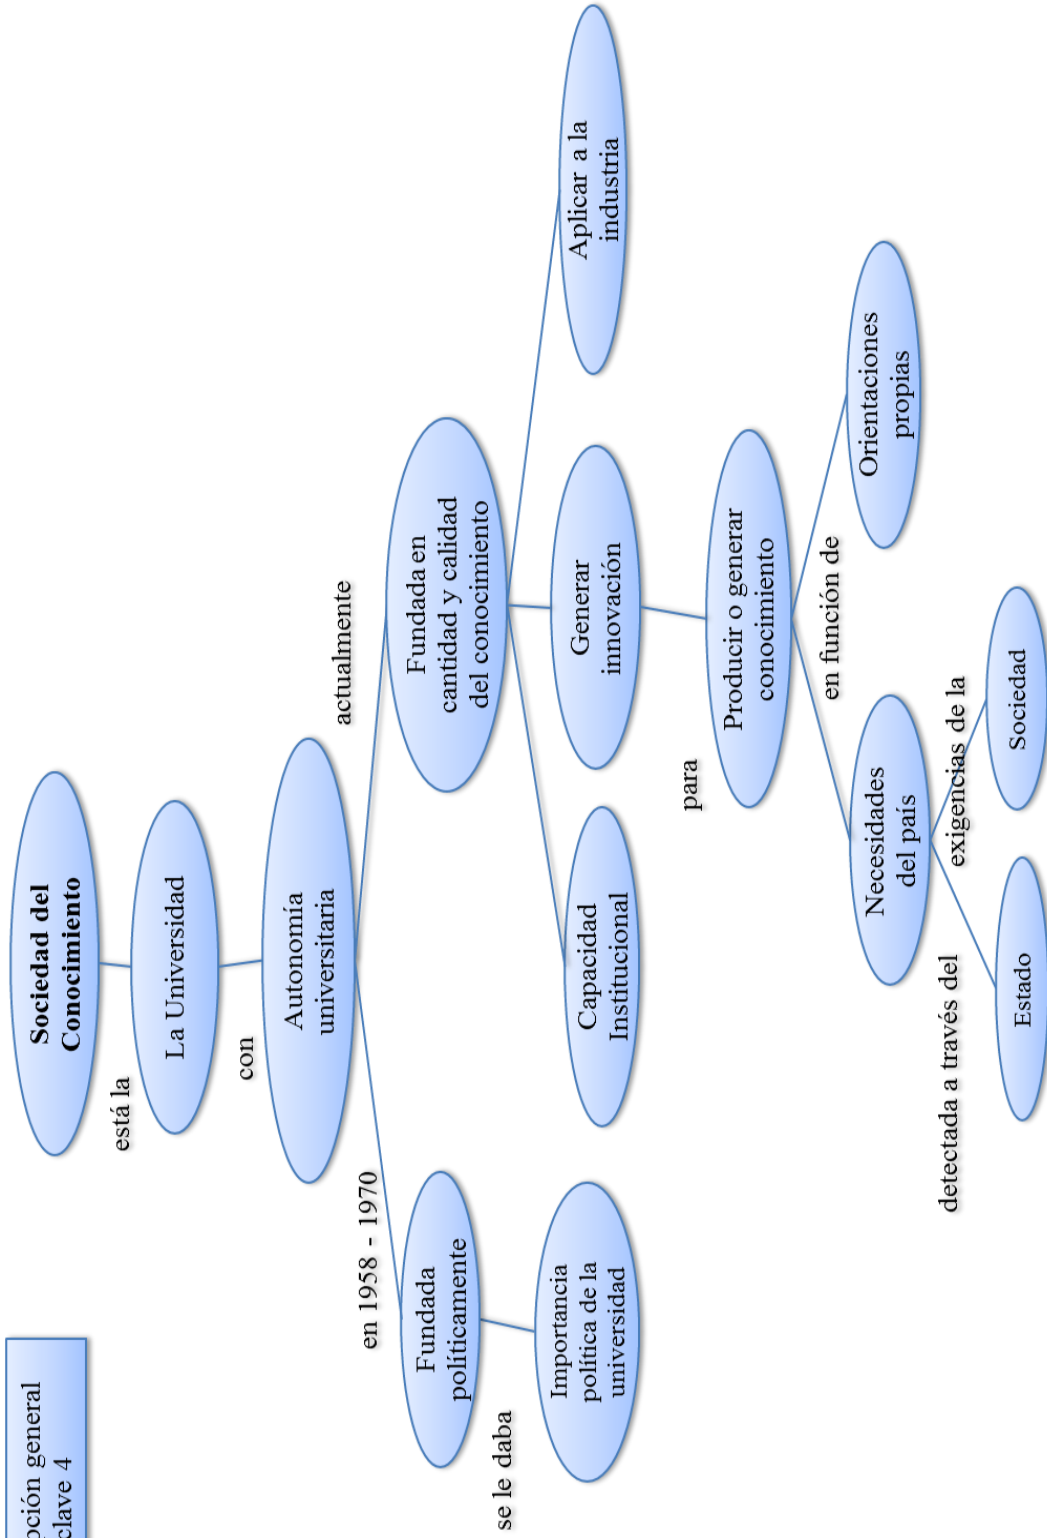 general
clave 4
Sociedad del
Conocimiento
está la
La Universidad
con
Autonomía
universitaria
en 1958 - 1970
actualmente
Fundada
políticamente
Fundada en
cantidad y calidad
del conocimiento
se le daba
Importancia
política de la
universidad
Capacidad
Institucional
Generar
innovación
Aplicar a la
industria
para
Producir o generar
conocimiento
en función de
Necesidades
del país
Orientaciones
propias
detectada a través del
exigencias de la
Estado
Sociedad